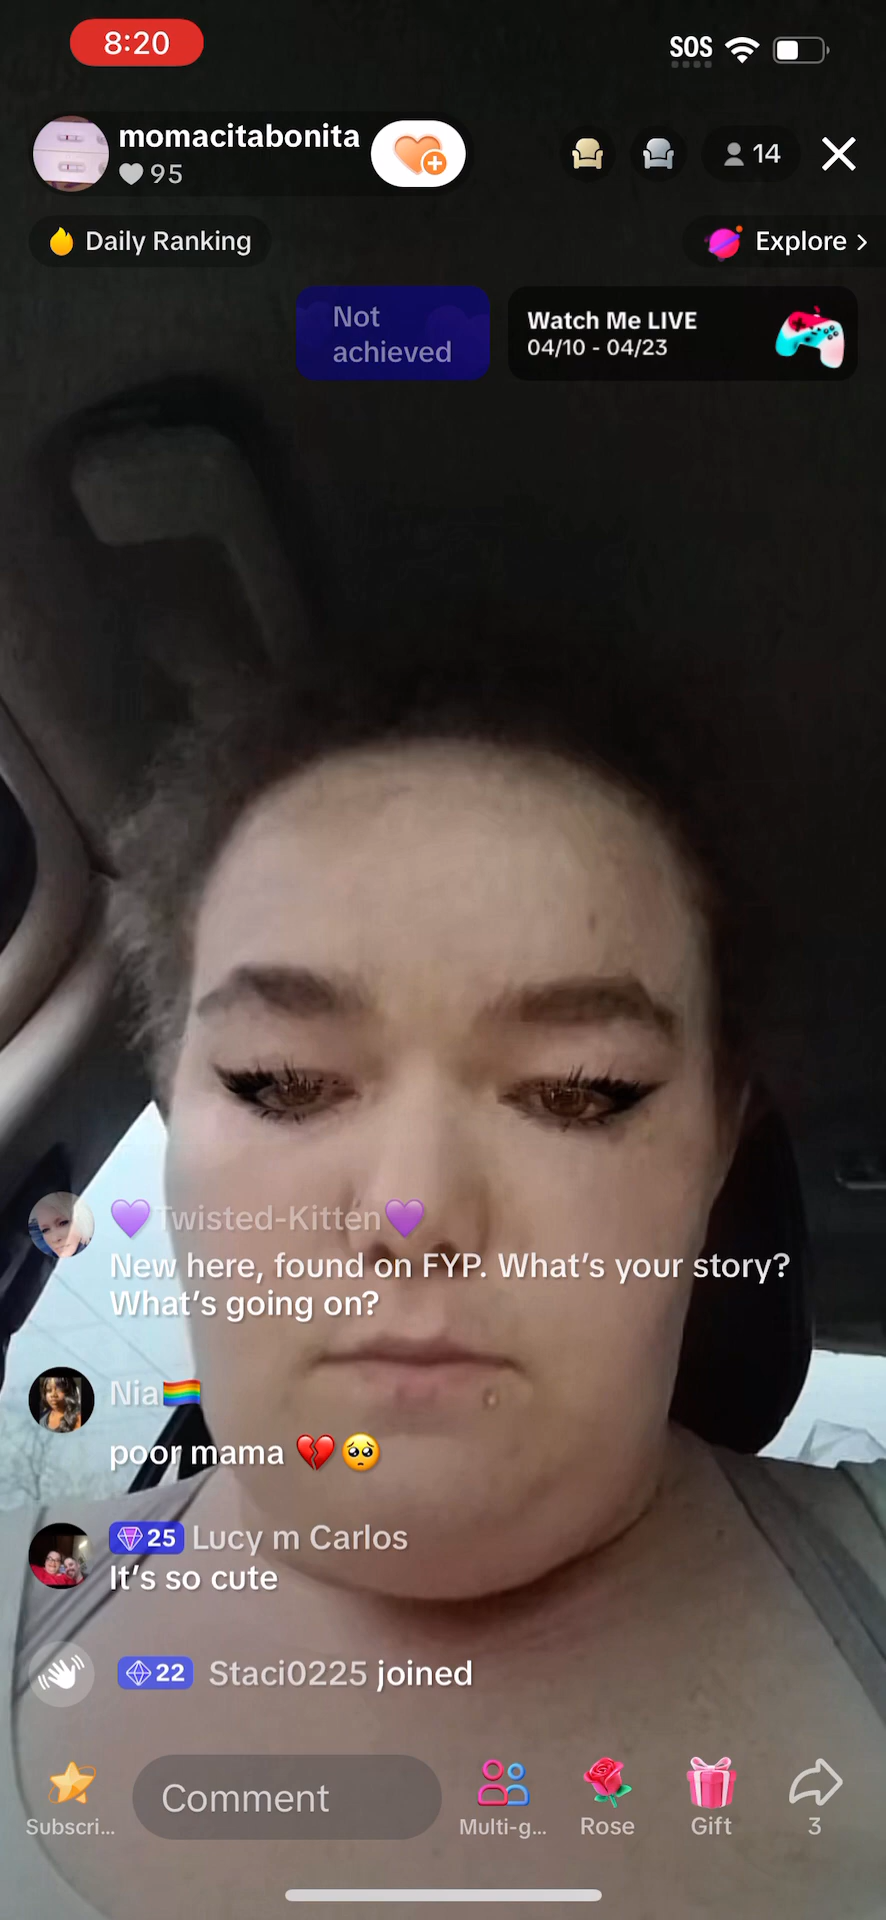 8:20
SOS
momacitabonita
95
14
Daily Ranking
Explore >
Not
achieved
Watch Me LIVE
04/10 - 04/23
💜Twisted-Kitten💜
New here, found on FYP. What's your story?
What's going on?
Nia🏳️‍🌈
poor mama 💔🥺
25 Lucy m Carlos
It's so cute
22 Staci0225 joined
Comment
Subscri...
Multi-g...
Rose
Gift
3